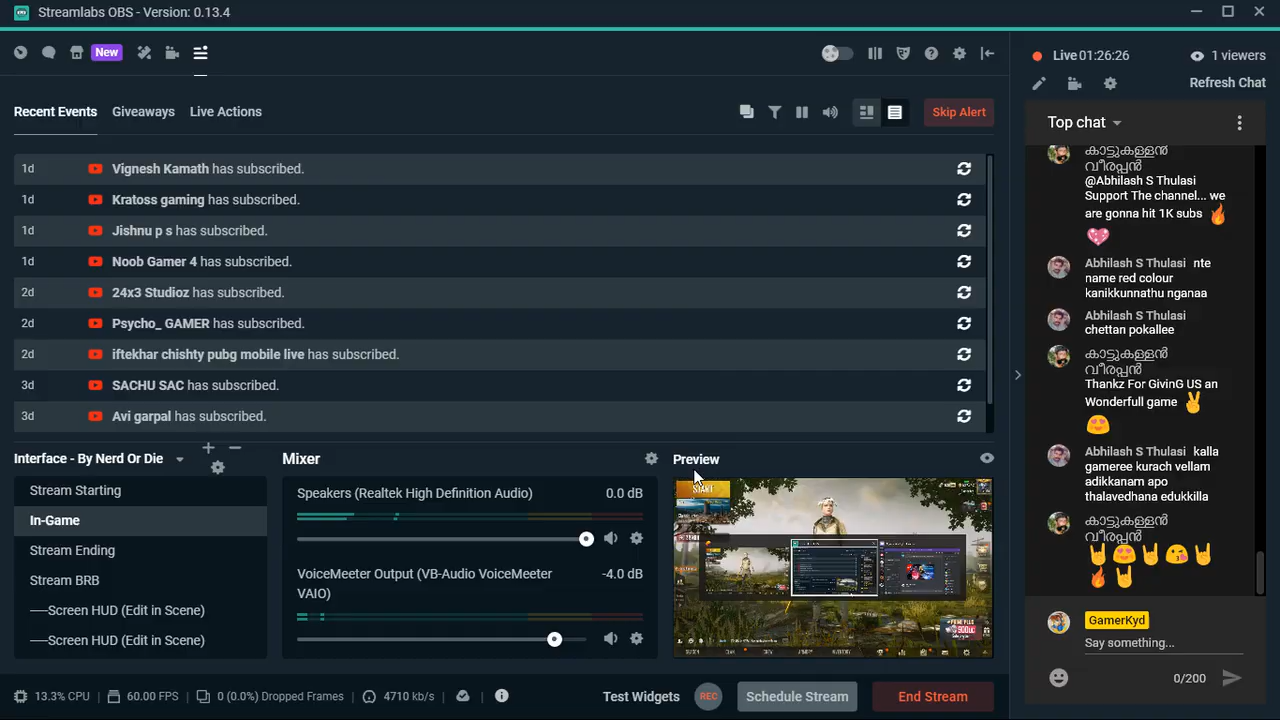 Streamlabs OBS - Version: 0.13.4
New
Live 01:26:26
1 viewers
Refresh Chat
Recent Events
Giveaways
Live Actions
Skip Alert
1d Vignesh Kamath has subscribed.
1d Kratoss gaming has subscribed.
1d Jishnu p s has subscribed.
1d Noob Gamer 4 has subscribed.
2d 24x3 Studioz has subscribed.
2d Psycho_ GAMER has subscribed.
2d iftekhar chishty pubg mobile live has subscribed.
3d SACHU SAC has subscribed.
3d Avi garpal has subscribed.
Interface - By Nerd Or Die
Stream Starting
In-Game
Stream Ending
Stream BRB
----Screen HUD (Edit in Scene)
----Screen HUD (Edit in Scene)
Mixer
Speakers (Realtek High Definition Audio) 0.0 dB
VoiceMeeter Output (VB-Audio VoiceMeeter -4.0 dB
VAIO)
Preview
START
Top chat
കാട്ടുകള്ളൻ
വീരപ്പൻ
@Abhilash S Thulasi
Support The channel... we
are gonna hit 1K subs 🔥
💖
Abhilash S Thulasi nte
name red colour
kanikkunnathu nganaa
Abhilash S Thulasi
chettan pokallee
കാട്ടുകള്ളൻ
വീരപ്പൻ
Thankz For GivinG US an
Wonderfull game ✌
😍
Abhilash S Thulasi kalla
gameree kurach vellam
adikkanam apo
thalavedhana edukkilla
കാട്ടുകള്ളൻ
വീരപ്പൻ
🤘😍🤘😘🤘
🔥🤘
GamerKyd
Say something...
0/200
13.3% CPU
60.00 FPS
0 (0.0%) Dropped Frames
4710 kb/s
Test Widgets
REC
Schedule Stream
End Stream